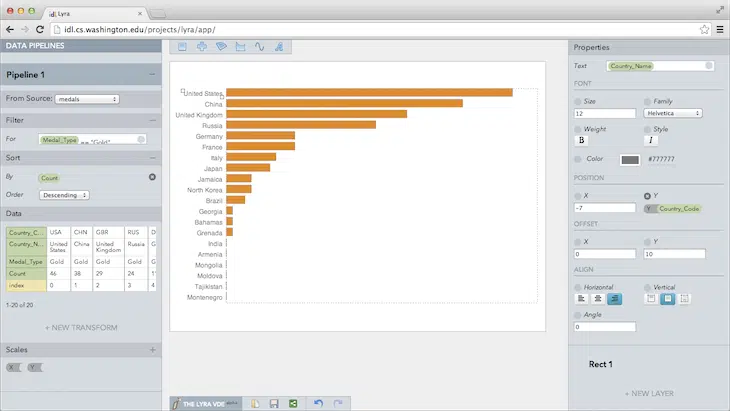 Lyra
idl.cs.washington.edu/projects/lyra/app/
DATA PIPELINES
Pipeline 1
From Source: medals
Filter
For Medal_Type == "Gold"
Sort
By Count
Order Descending
Data
Country_C... USA CHN GBR RUS D
Country_N... United States China United Kingdom Russia G
Medal_Type Gold Gold Gold Gold G
Count 46 38 29 24 1
index 0 1 2 3 4
1-20 of 20
+ NEW TRANSFORM
Scales +
X Y
United States
China
United Kingdom
Russia
Germany
France
Italy
Japan
Jamaica
North Korea
Brazil
Georgia
Bahamas
Grenada
India
Armenia
Mongolia
Moldova
Tajikistan
Montenegro
THE LYRA VDE
Properties
Text Country_Name
FONT
Size Family
12 Helvetica
Weight Style
B I
Color #777777
POSITION
X Y
-7 Y Country_Code
OFFSET
X Y
0 10
ALIGN
Horizontal Vertical
Angle
0
Rect 1
+ NEW LAYER